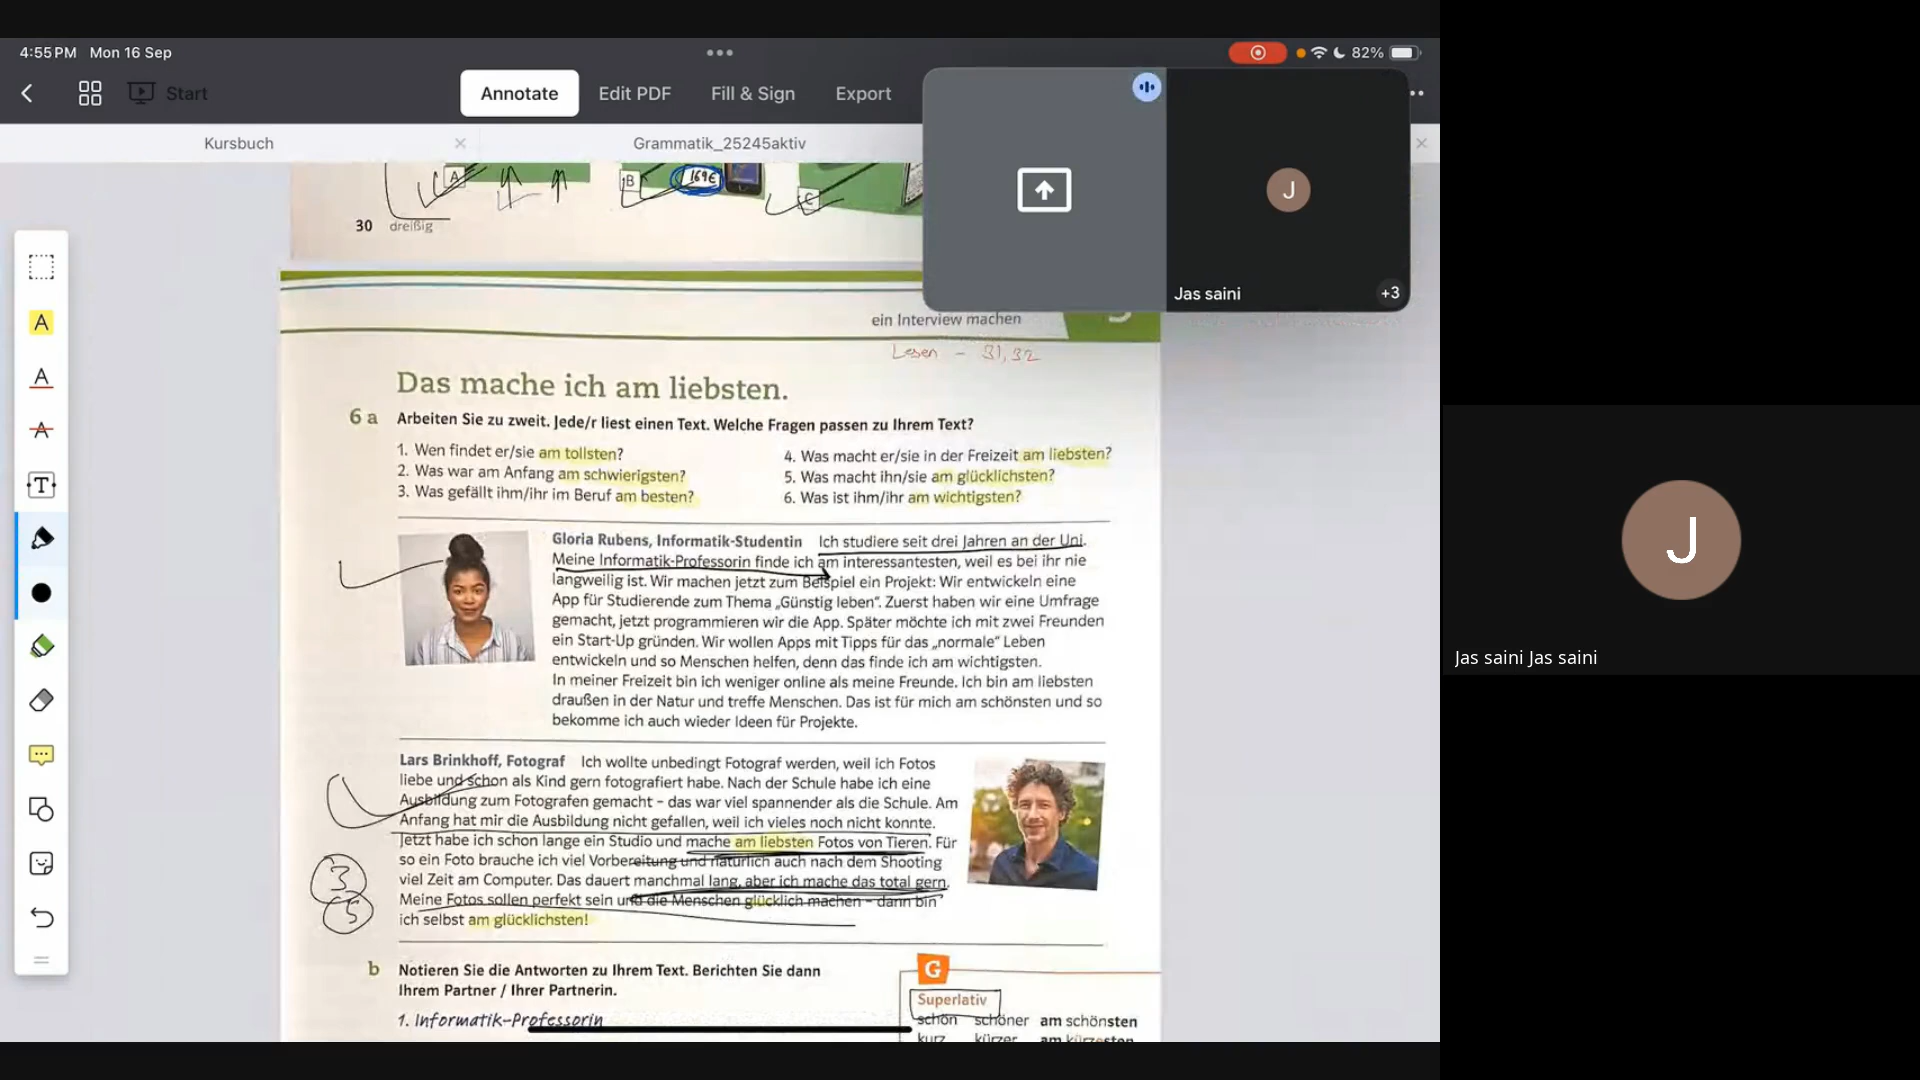 4:55 PM Mon 16 Sep
82%
Start
Annotate
Edit PDF
Fill & Sign
Export
Kursbuch
Grammatik_25245aktiv
A
B
169€
C
30 dreißig
J
Jas saini
+3
ein Interview machen
Lesen - 31,32
Das mache ich am liebsten.
6 a Arbeiten Sie zu zweit. Jede/r liest einen Text. Welche Fragen passen zu Ihrem Text?
1. Wen findet er/sie am tollsten?
2. Was war am Anfang am schwierigsten?
3. Was gefällt ihm/ihr im Beruf am besten?
4. Was macht er/sie in der Freizeit am liebsten?
5. Was macht ihn/sie am glücklichsten?
6. Was ist ihm/ihr am wichtigsten?
Gloria Rubens, Informatik-Studentin Ich studiere seit drei Jahren an der Uni.
Meine Informatik-Professorin finde ich am interessantesten, weil es bei ihr nie
langweilig ist. Wir machen jetzt zum Beispiel ein Projekt: Wir entwickeln eine
App für Studierende zum Thema „Günstig leben“. Zuerst haben wir eine Umfrage
gemacht, jetzt programmieren wir die App. Später möchte ich mit zwei Freunden
ein Start-Up gründen. Wir wollen Apps mit Tipps für das „normale“ Leben
entwickeln und so Menschen helfen, denn das finde ich am wichtigsten.
In meiner Freizeit bin ich weniger online als meine Freunde. Ich bin am liebsten
draußen in der Natur und treffe Menschen. Das ist für mich am schönsten und so
bekomme ich auch wieder Ideen für Projekte.
Lars Brinkhoff, Fotograf Ich wollte unbedingt Fotograf werden, weil ich Fotos
liebe und schon als Kind gern fotografiert habe. Nach der Schule habe ich eine
Ausbildung zum Fotografen gemacht – das war viel spannender als die Schule. Am
Anfang hat mir die Ausbildung nicht gefallen, weil ich vieles noch nicht konnte.
Jetzt habe ich schon lange ein Studio und mache am liebsten Fotos von Tieren. Für
so ein Foto brauche ich viel Vorbereitung und natürlich auch nach dem Shooting
viel Zeit am Computer. Das dauert manchmal lang, aber ich mache das total gern.
Meine Fotos sollen perfekt sein und die Menschen glücklich machen – dann bin
ich selbst am glücklichsten!
3
5
b Notieren Sie die Antworten zu Ihrem Text. Berichten Sie dann
Ihrem Partner / Ihrer Partnerin.
1. Informatik-Professorin
G
Superlativ
schön schöner am schönsten
kurz kürzer am kürzesten
J
Jas saini Jas saini